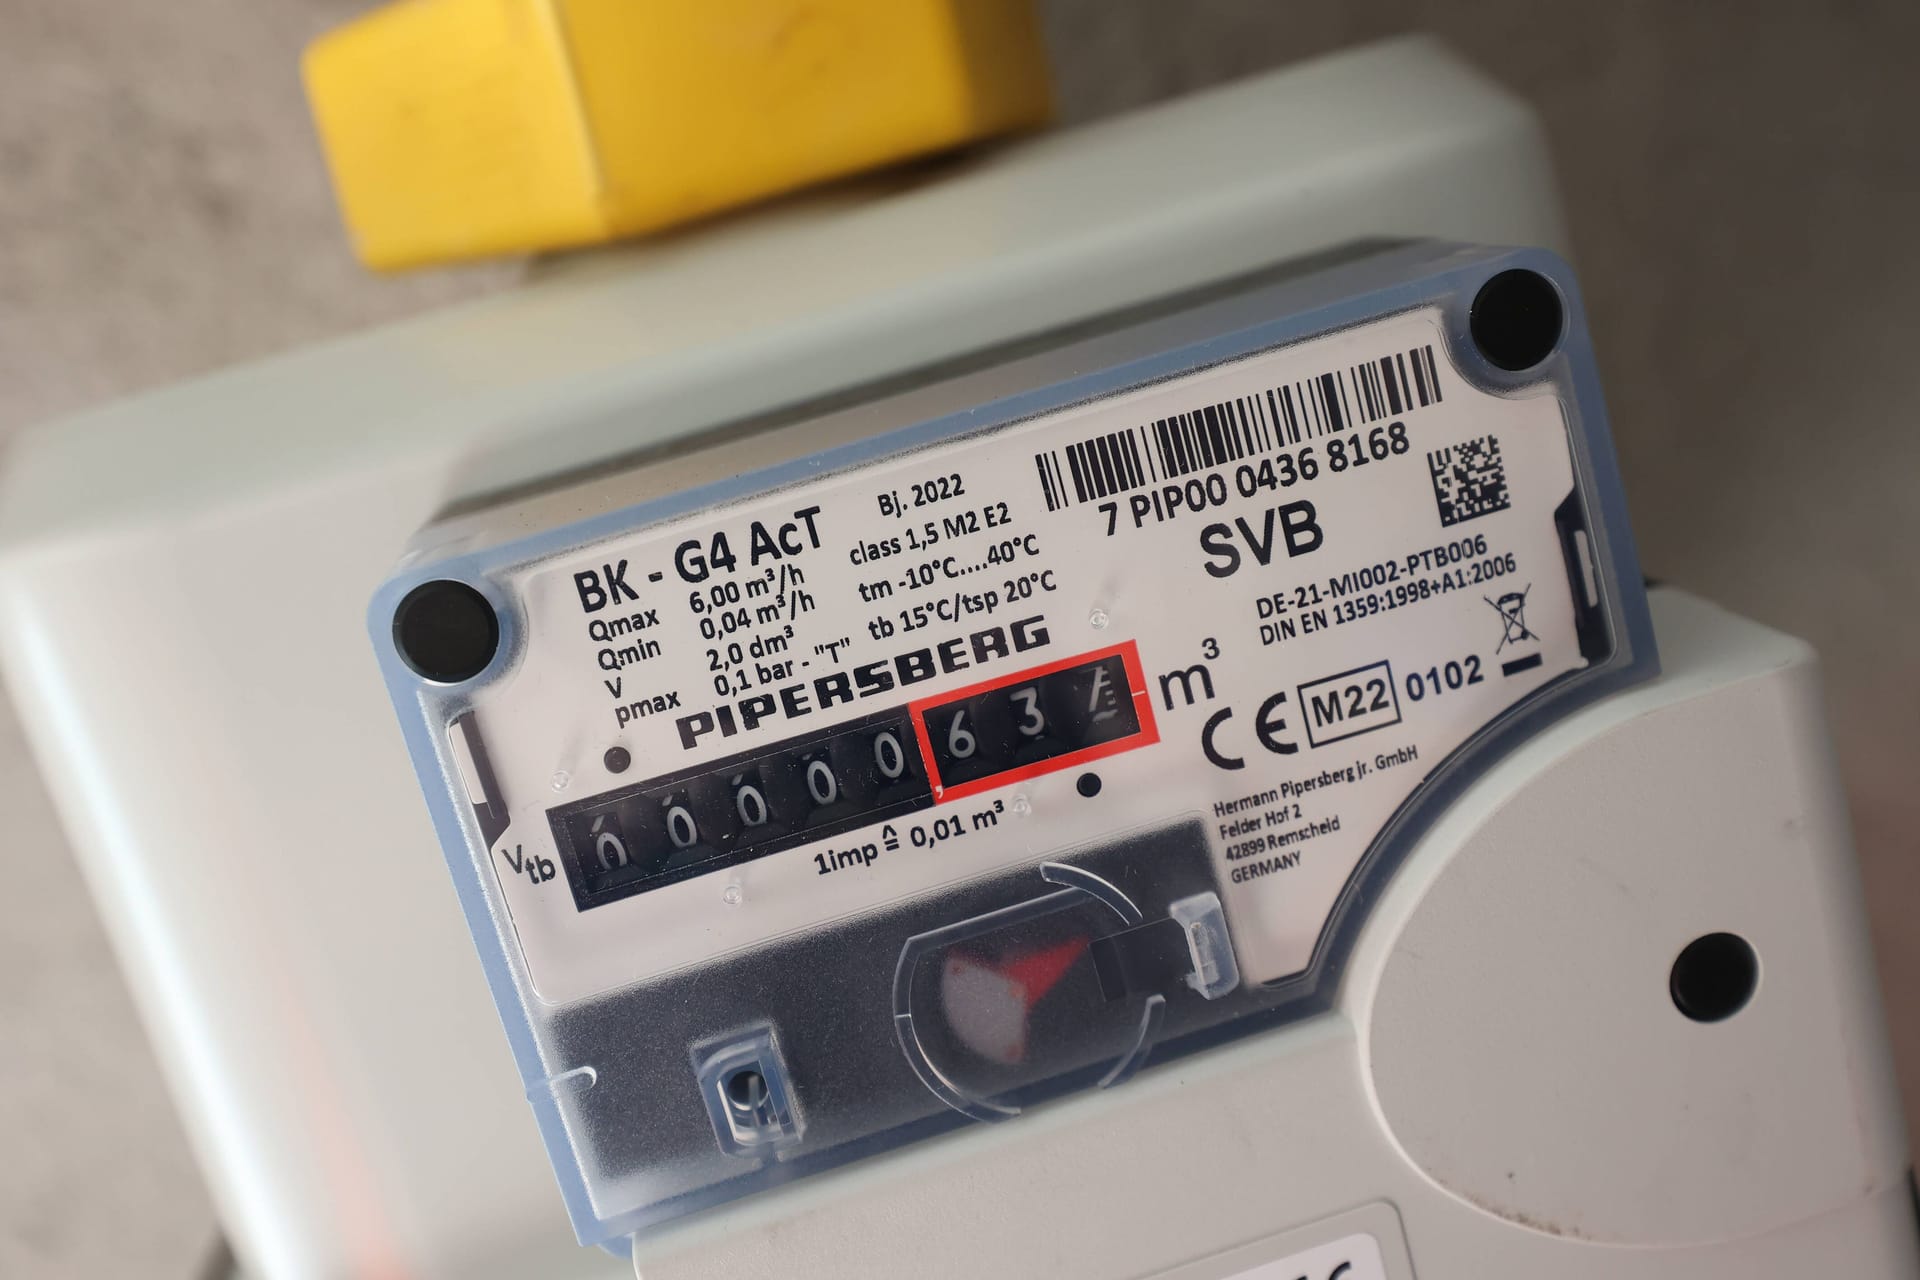 7 PIP00 0436 8168
SVB
BK - G4 AcT
Bj. 2022
Qmax 6,00 m³/h class 1,5 M2 E2
Qmin 0,04 m³/h tm -10°C....40°C
V 2,0 dm³ tb 15°C/tsp 20°C
pmax 0,1 bar - "T"
DE-21-MI002-PTB006
DIN EN 1359:1998+A1:2006
PIPERSBERG
Vtb 00000,637 m³
1imp ≙ 0,01 m³
CE M22 0102
Hermann Pipersberg jr. GmbH
Felder Hof 2
42899 Remscheid
GERMANY